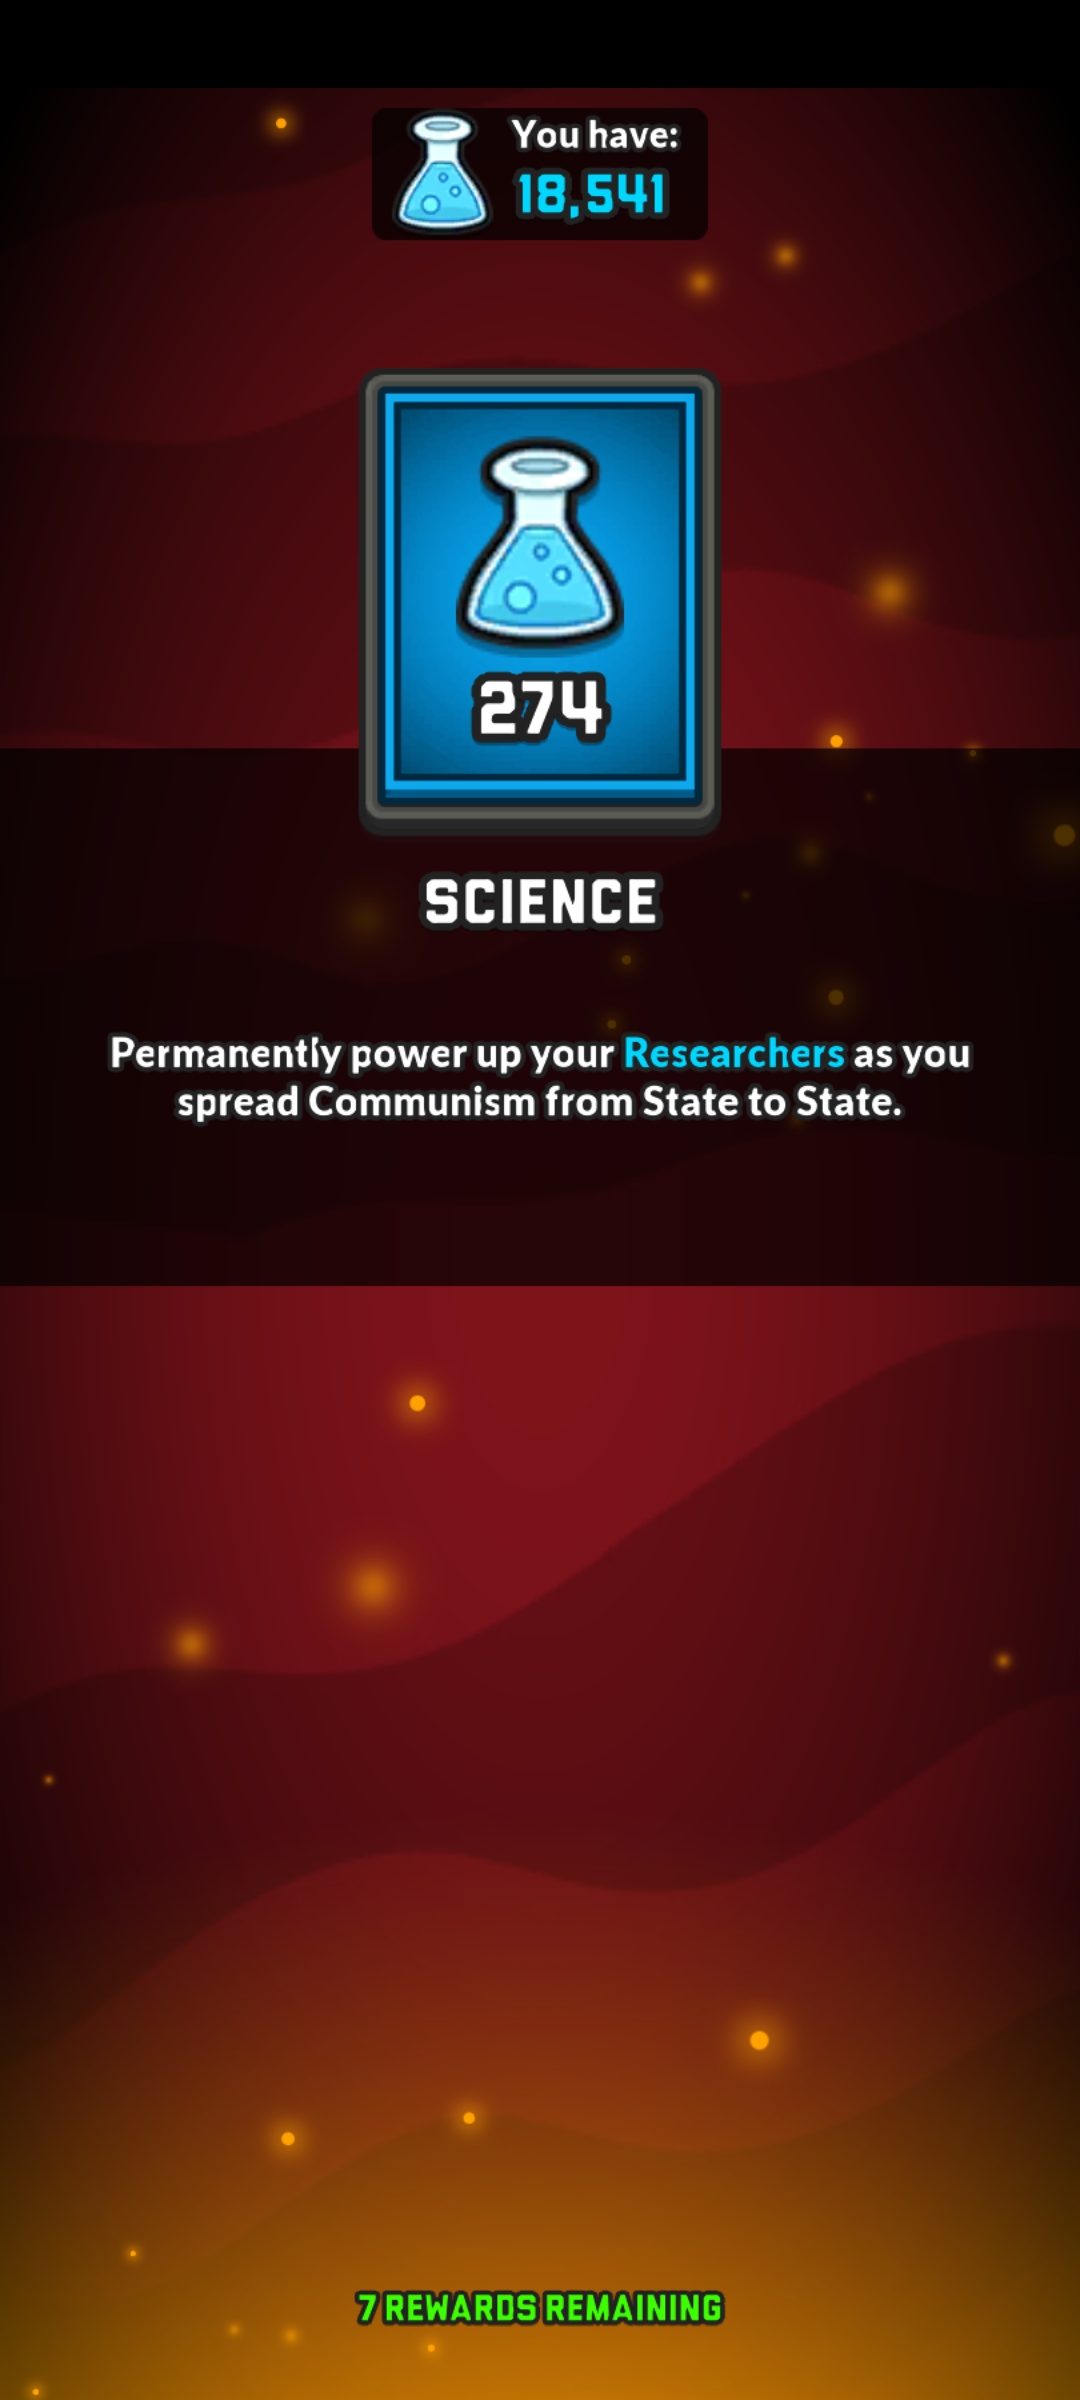 You have:
18,541
274
SCIENCE
Permanently power up your Researchers as you
spread Communism from State to State.
7 REWARDS REMAINING